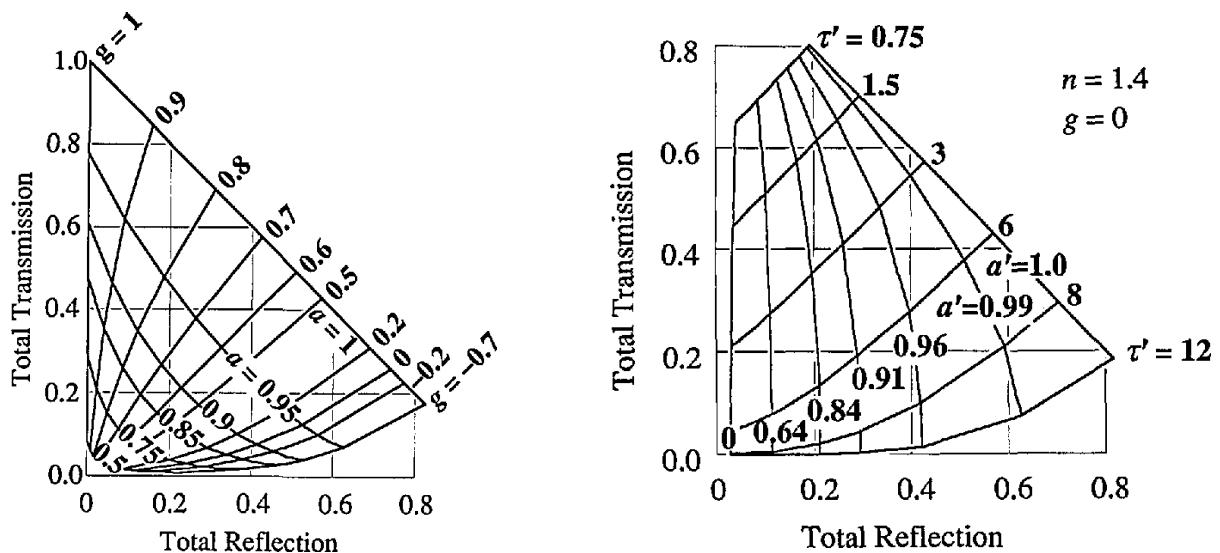 g = 1
1.0
0.9
0.8
0.8
0.7
0.6
0.6
0.5
0.4
a = 1
0.2
0
-0.2
g = -0.7
0.2
a = 0.95
0.9
0.85
0.75
0.5
0.0
0 0.2 0.4 0.6 0.8
Total Transmission
Total Reflection
0.8
τ' = 0.75
n = 1.4
g = 0
1.5
0.6
3
6
0.4
a'=1.0
a'=0.99
8
0.96
0.2
τ' = 12
0.91
0.84
0
0.64
0.0
0 0.2 0.4 0.6 0.8
Total Transmission
Total Reflection